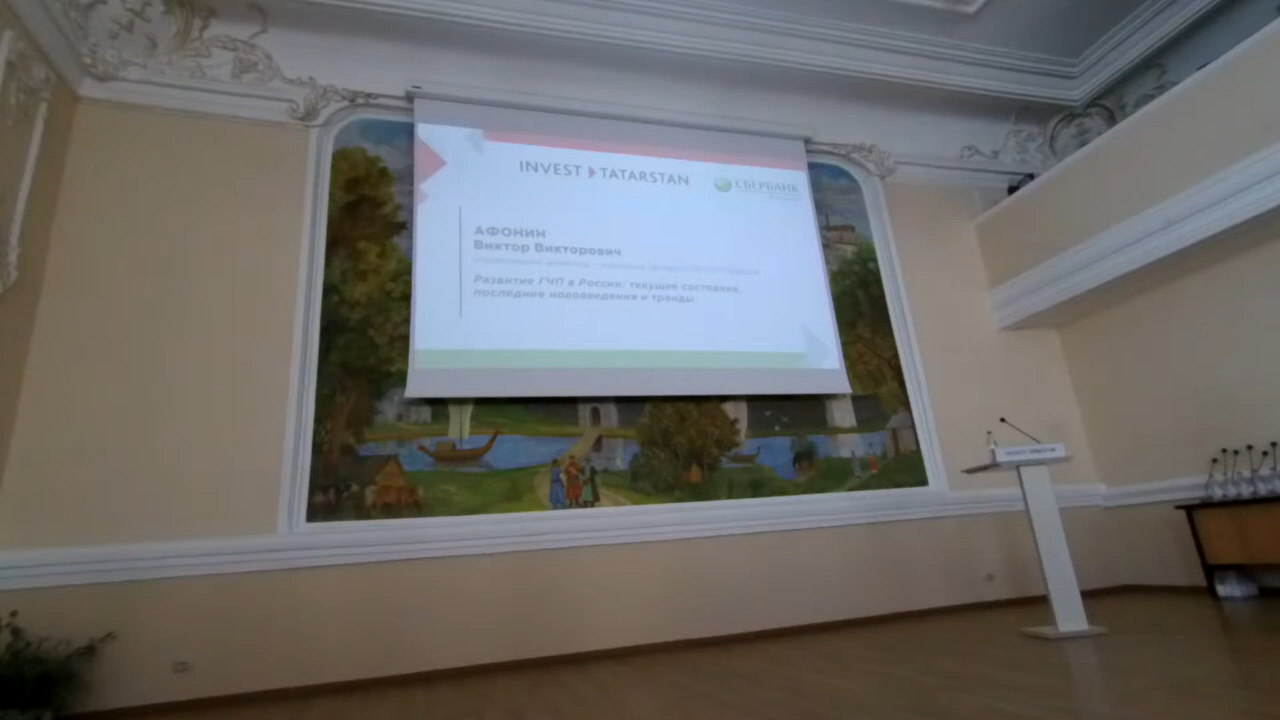 INVEST TATARSTAN
СБЕРБАНК
АФОНИН
Виктор Викторович
Развитие ГЧП в России: текущее состояние,
последние нововведения и тренды